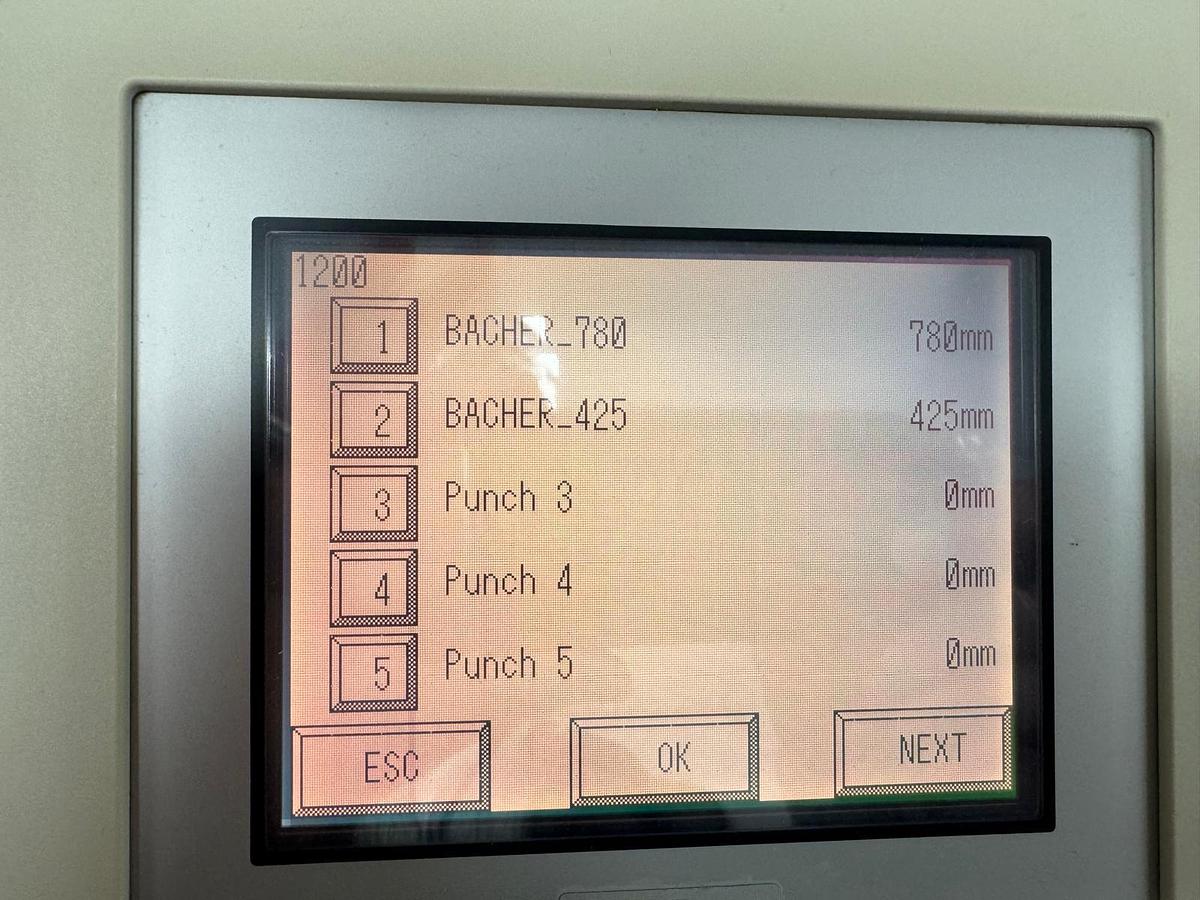 1200
1 BACHER_780 780mm
2 BACHER_425 425mm
3 Punch 3 0mm
4 Punch 4 0mm
5 Punch 5 0mm
ESC OK NEXT